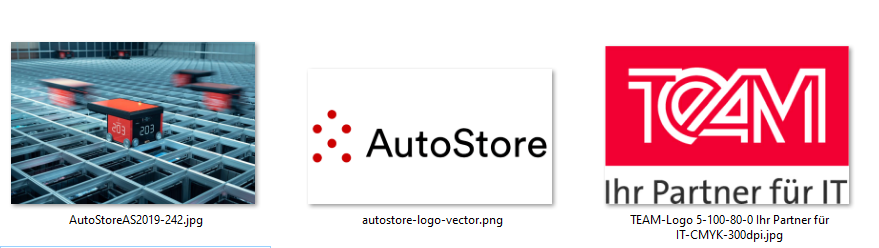 203
203
AutoStore
TEAM
Ihr Partner für IT
AutoStoreAS2019-242.jpg
autostore-logo-vector.png
TEAM-Logo 5-100-80-0 Ihr Partner für
IT-CMYK-300dpi.jpg